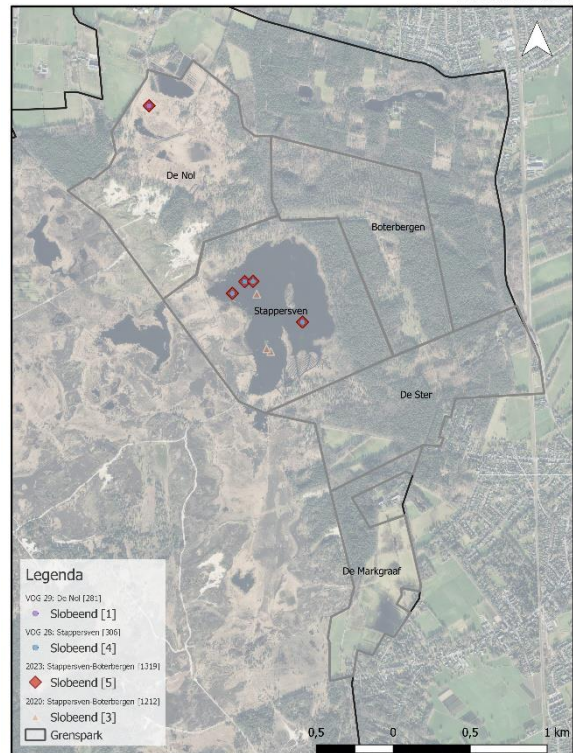 De Nol
Boterbergen
Stappersven
De Ster
De Markgraaf
Legenda
VOG 29: De Nol [281]
Slobeend [1]
VOG 28: Stappersven [306]
Slobeend [4]
2023: Stappersven-Boterbergen [1319]
Slobeend [5]
2020: Stappersven-Boterbergen [1212]
Slobeend [3]
Grenspark
0,5 0 0,5 1 km